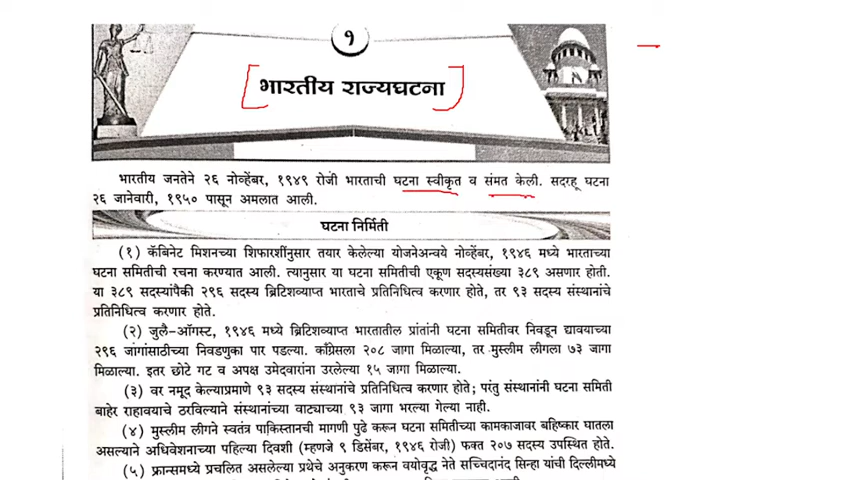 १
भारतीय राज्यघटना
भारतीय जनतेने २६ नोव्हेंबर, १९४९ रोजी भारताची घटना स्वीकृत व संमत केली. सदरहू घटना
२६ जानेवारी, १९५० पासून अमलात आली.
घटना निर्मिती
(१) कॅबिनेट मिशनच्या शिफारशींनुसार तयार केलेल्या योजनेअन्वये नोव्हेंबर, १९४६ मध्ये भारताच्या
घटना समितीची रचना करण्यात आली. त्यानुसार या घटना समितीची एकूण सदस्यसंख्या ३८९ असणार होती.
या ३८९ सदस्यांपैकी २९६ सदस्य ब्रिटिशव्याप्त भारताचे प्रतिनिधित्व करणार होते, तर ९३ सदस्य संस्थानांचे
प्रतिनिधित्व करणार होते.
(२) जुलै-ऑगस्ट, १९४६ मध्ये ब्रिटिशव्याप्त भारतातील प्रांतांनी घटना समितीवर निवडून द्यावयाच्या
२९६ जागांसाठीच्या निवडणुका पार पडल्या. काँग्रेसला २०८ जागा मिळाल्या, तर मुस्लीम लीगला ७३ जागा
मिळाल्या. इतर छोटे गट व अपक्ष उमेदवारांना उरलेल्या १५ जागा मिळाल्या.
(३) वर नमूद केल्याप्रमाणे ९३ सदस्य संस्थानांचे प्रतिनिधित्व करणार होते; परंतु संस्थानांनी घटना समिती
बाहेर राहावयाचे ठरविल्याने संस्थानांच्या वाट्याच्या ९३ जागा भरल्या गेल्या नाही.
(४) मुस्लीम लीगने स्वतंत्र पाकिस्तानची मागणी पुढे करून घटना समितीच्या कामकाजावर बहिष्कार घातला
असल्याने अधिवेशनाच्या पहिल्या दिवशी (म्हणजे ९ डिसेंबर, १९४६ रोजी) फक्त २०७ सदस्य उपस्थित होते.
(५) फ्रान्समध्ये प्रचलित असलेल्या प्रथेचे अनुकरण करून वयोवृद्ध नेते सच्चिदानंद सिन्हा यांची दिल्लीमध्ये